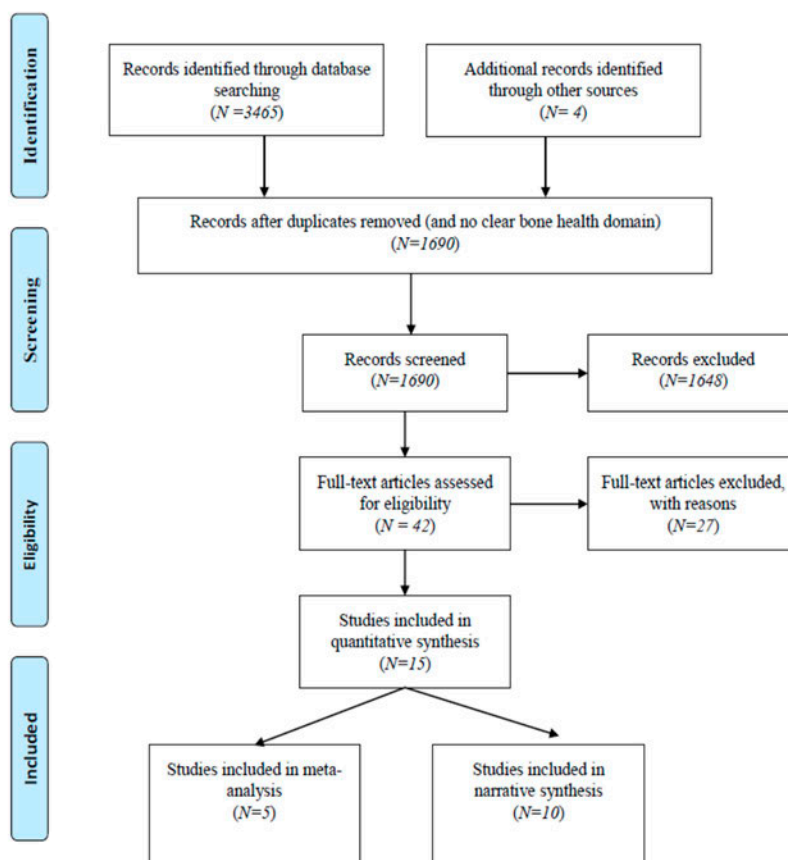 Identification
Records identified through database
searching
(N =3465)
Additional records identified
through other sources
(N= 4)
Records after duplicates removed (and no clear bone health domain)
(N=1690)
Screening
Records screened
(N=1690)
Records excluded
(N=1648)
Eligibility
Full-text articles assessed
for eligibility
(N = 42)
Full-text articles excluded,
with reasons
(N=27)
Studies included in
quantitative synthesis
(N=15)
Included
Studies included in meta-
analysis
(N=5)
Studies included in
narrative synthesis
(N=10)